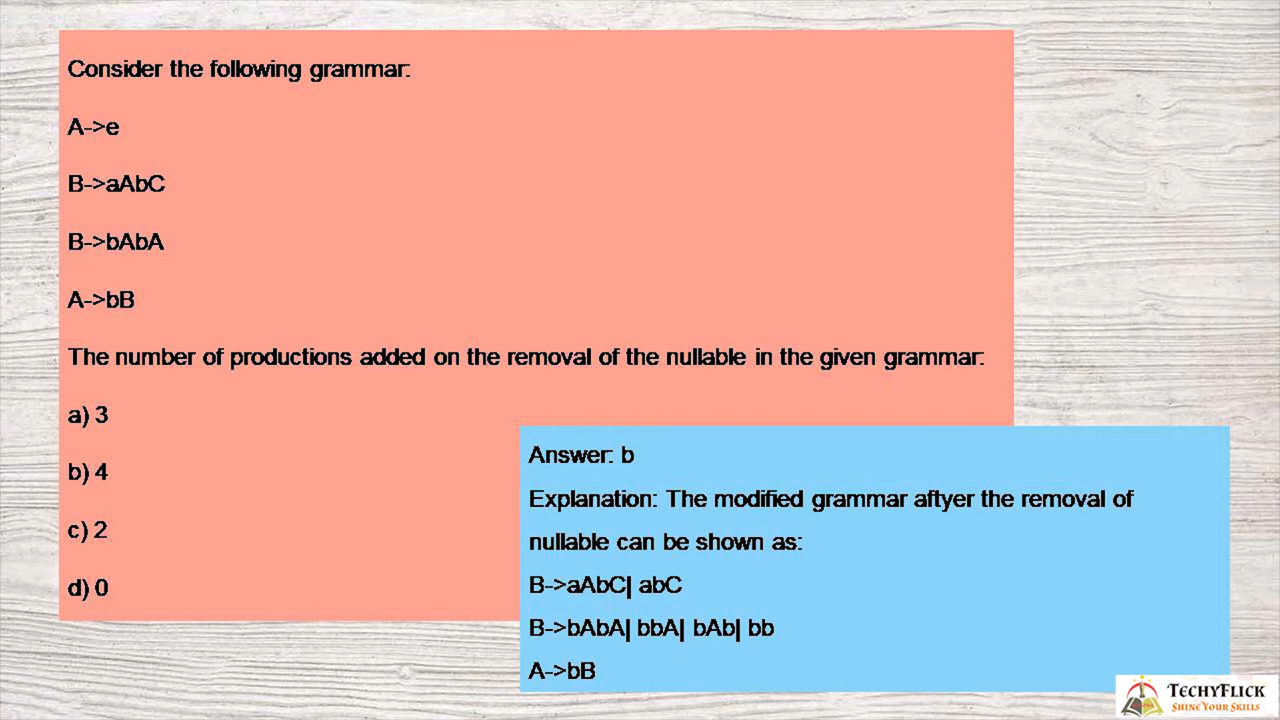 Consider the following grammar:
A->e
B->aAbC
B->bAbA
A->bB
The number of productions added on the removal of the nullable in the given grammar:
a) 3
b) 4
c) 2
d) 0
Answer: b
Explanation: The modified grammar aftyer the removal of
nullable can be shown as:
B->aAbC| abC
B->bAbA| bbA| bAb| bb
A->bB
TECHYFLICK
SHINE YOUR SKILLS